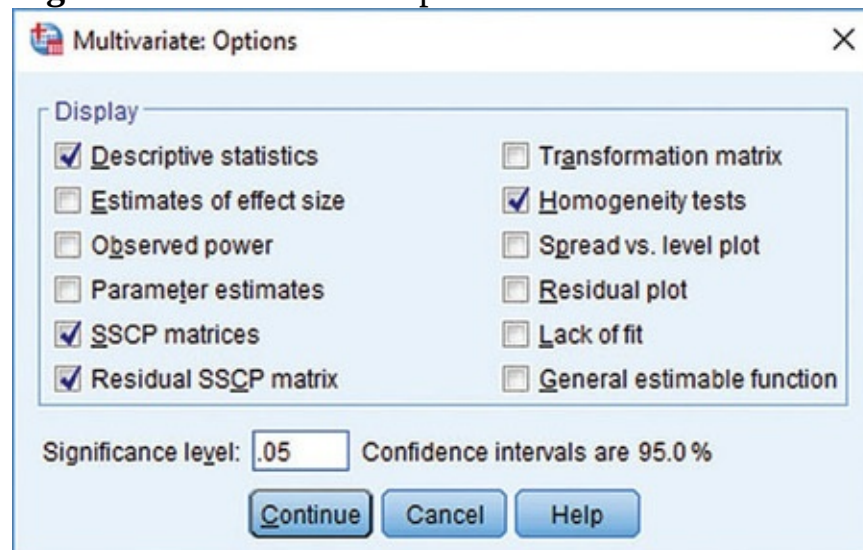 Multivariate: Options
Display
Descriptive statistics
Transformation matrix
Estimates of effect size
Homogeneity tests
Observed power
Spread vs. level plot
Parameter estimates
Residual plot
SSCP matrices
Lack of fit
Residual SSCP matrix
General estimable function
Significance level: .05 Confidence intervals are 95.0 %
Continue Cancel Help